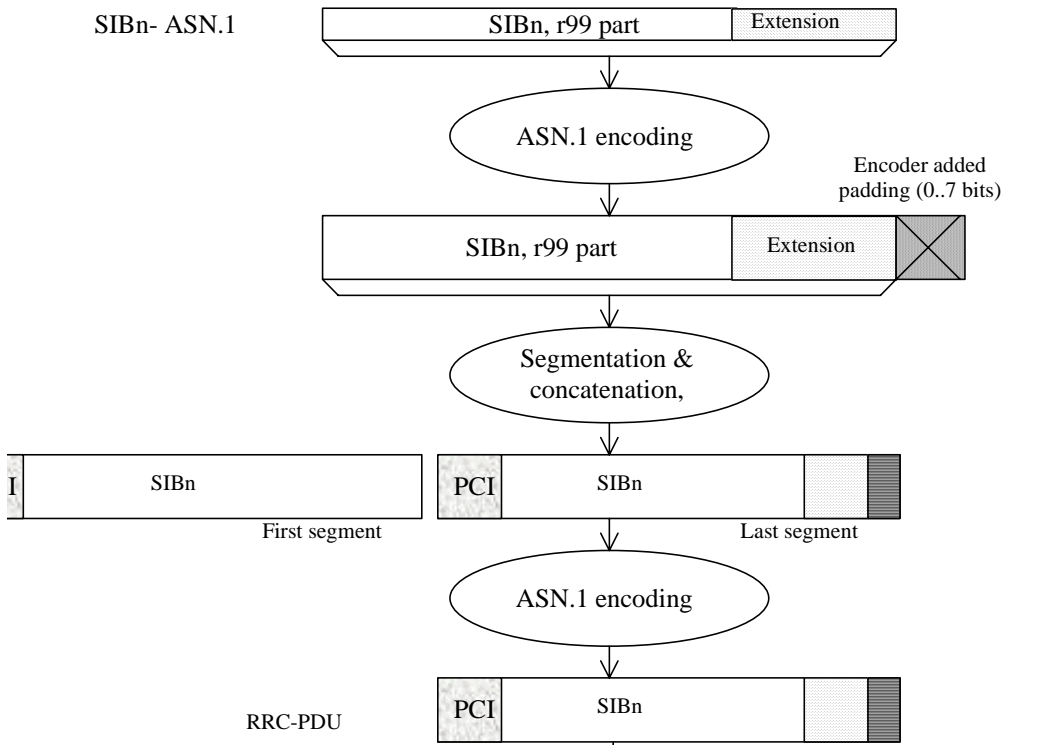 SIBn- ASN.1
SIBn, r99 part
Extension
ASN.1 encoding
Encoder added
padding (0..7 bits)
SIBn, r99 part
Extension
Segmentation &
concatenation,
I
SIBn
PCI
SIBn
First segment
Last segment
ASN.1 encoding
RRC-PDU
PCI
SIBn